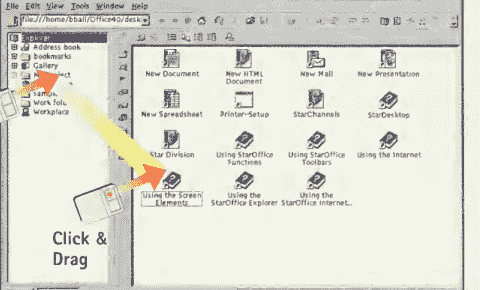 File Edit View Tools Window Help
file:///home/bball/Office40/desk
Explorer
Address book
bookmarks
Gallery
Work fol
Workplace
New Document
New HTML
Document
New Mail
New Presentation
New Spreadsheet
Printer-Setup
StarChannels
StarDesktop
Star Division
Using StarOffice
Functions
Using StarOffice
Toolbars
Using the Internet
Using the Screen
Elements
Using the
StarOffice Explorer
Using the
StarOffice Internet...
Click &
Drag